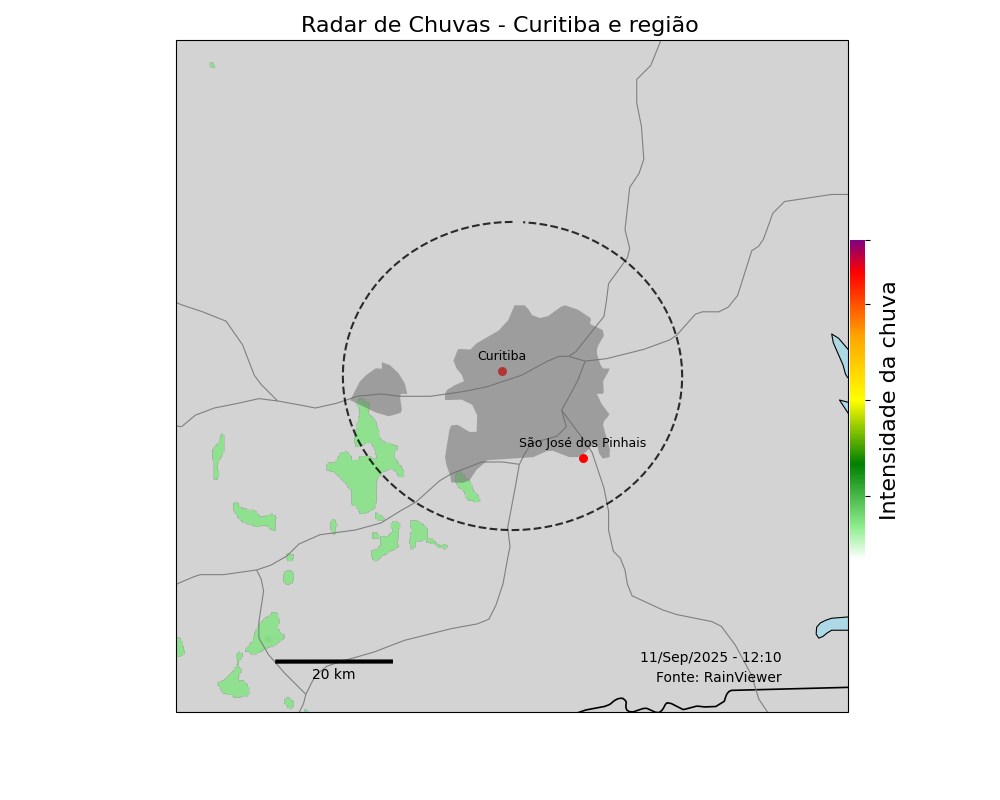 Radar de Chuvas - Curitiba e região
Curitiba
São José dos Pinhais
Intensidade da chuva
11/Sep/2025 - 12:10
Fonte: RainViewer
20 km